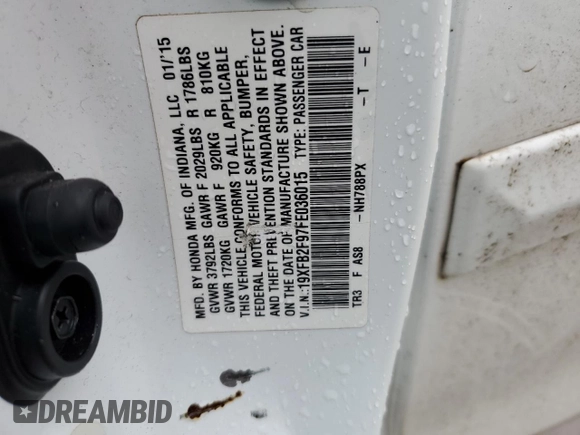 MFD. BY HONDA MFG. OF INDIANA, LLC 01/'15
GVWR 3792LBS GAWR F 2029LBS R 1786LBS
GVWR 1720KG GAWR F 920KG R 810KG
THIS VEHICLE CONFORMS TO ALL APPLICABLE
FEDERAL MOTOR VEHICLE SAFETY, BUMPER,
AND THEFT PREVENTION STANDARDS IN EFFECT
ON THE DATE OF MANUFACTURE SHOWN ABOVE.
V.I.N.:19XFB2F97FE036015 TYPE: PASSENGER CAR
TR3 F AS8 -NH788PX -T -E
DREAMBID